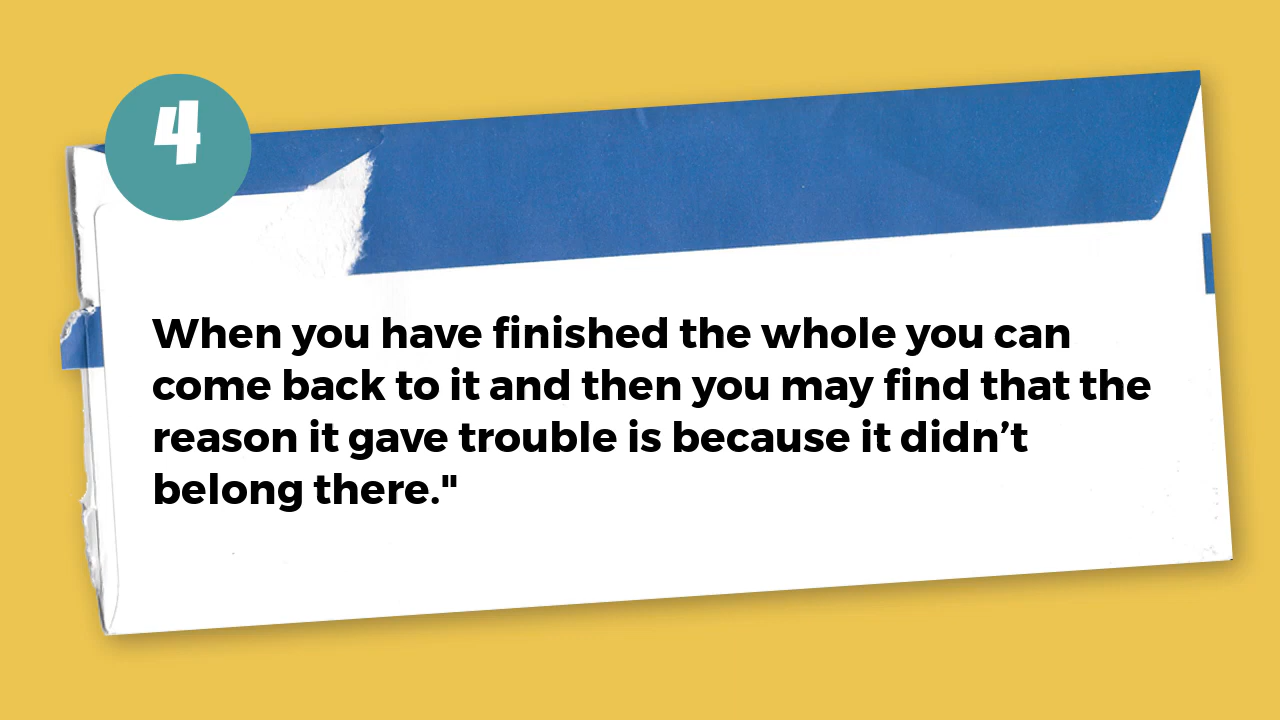 4
When you have finished the whole you can
come back to it and then you may find that the
reason it gave trouble is because it didn’t
belong there."